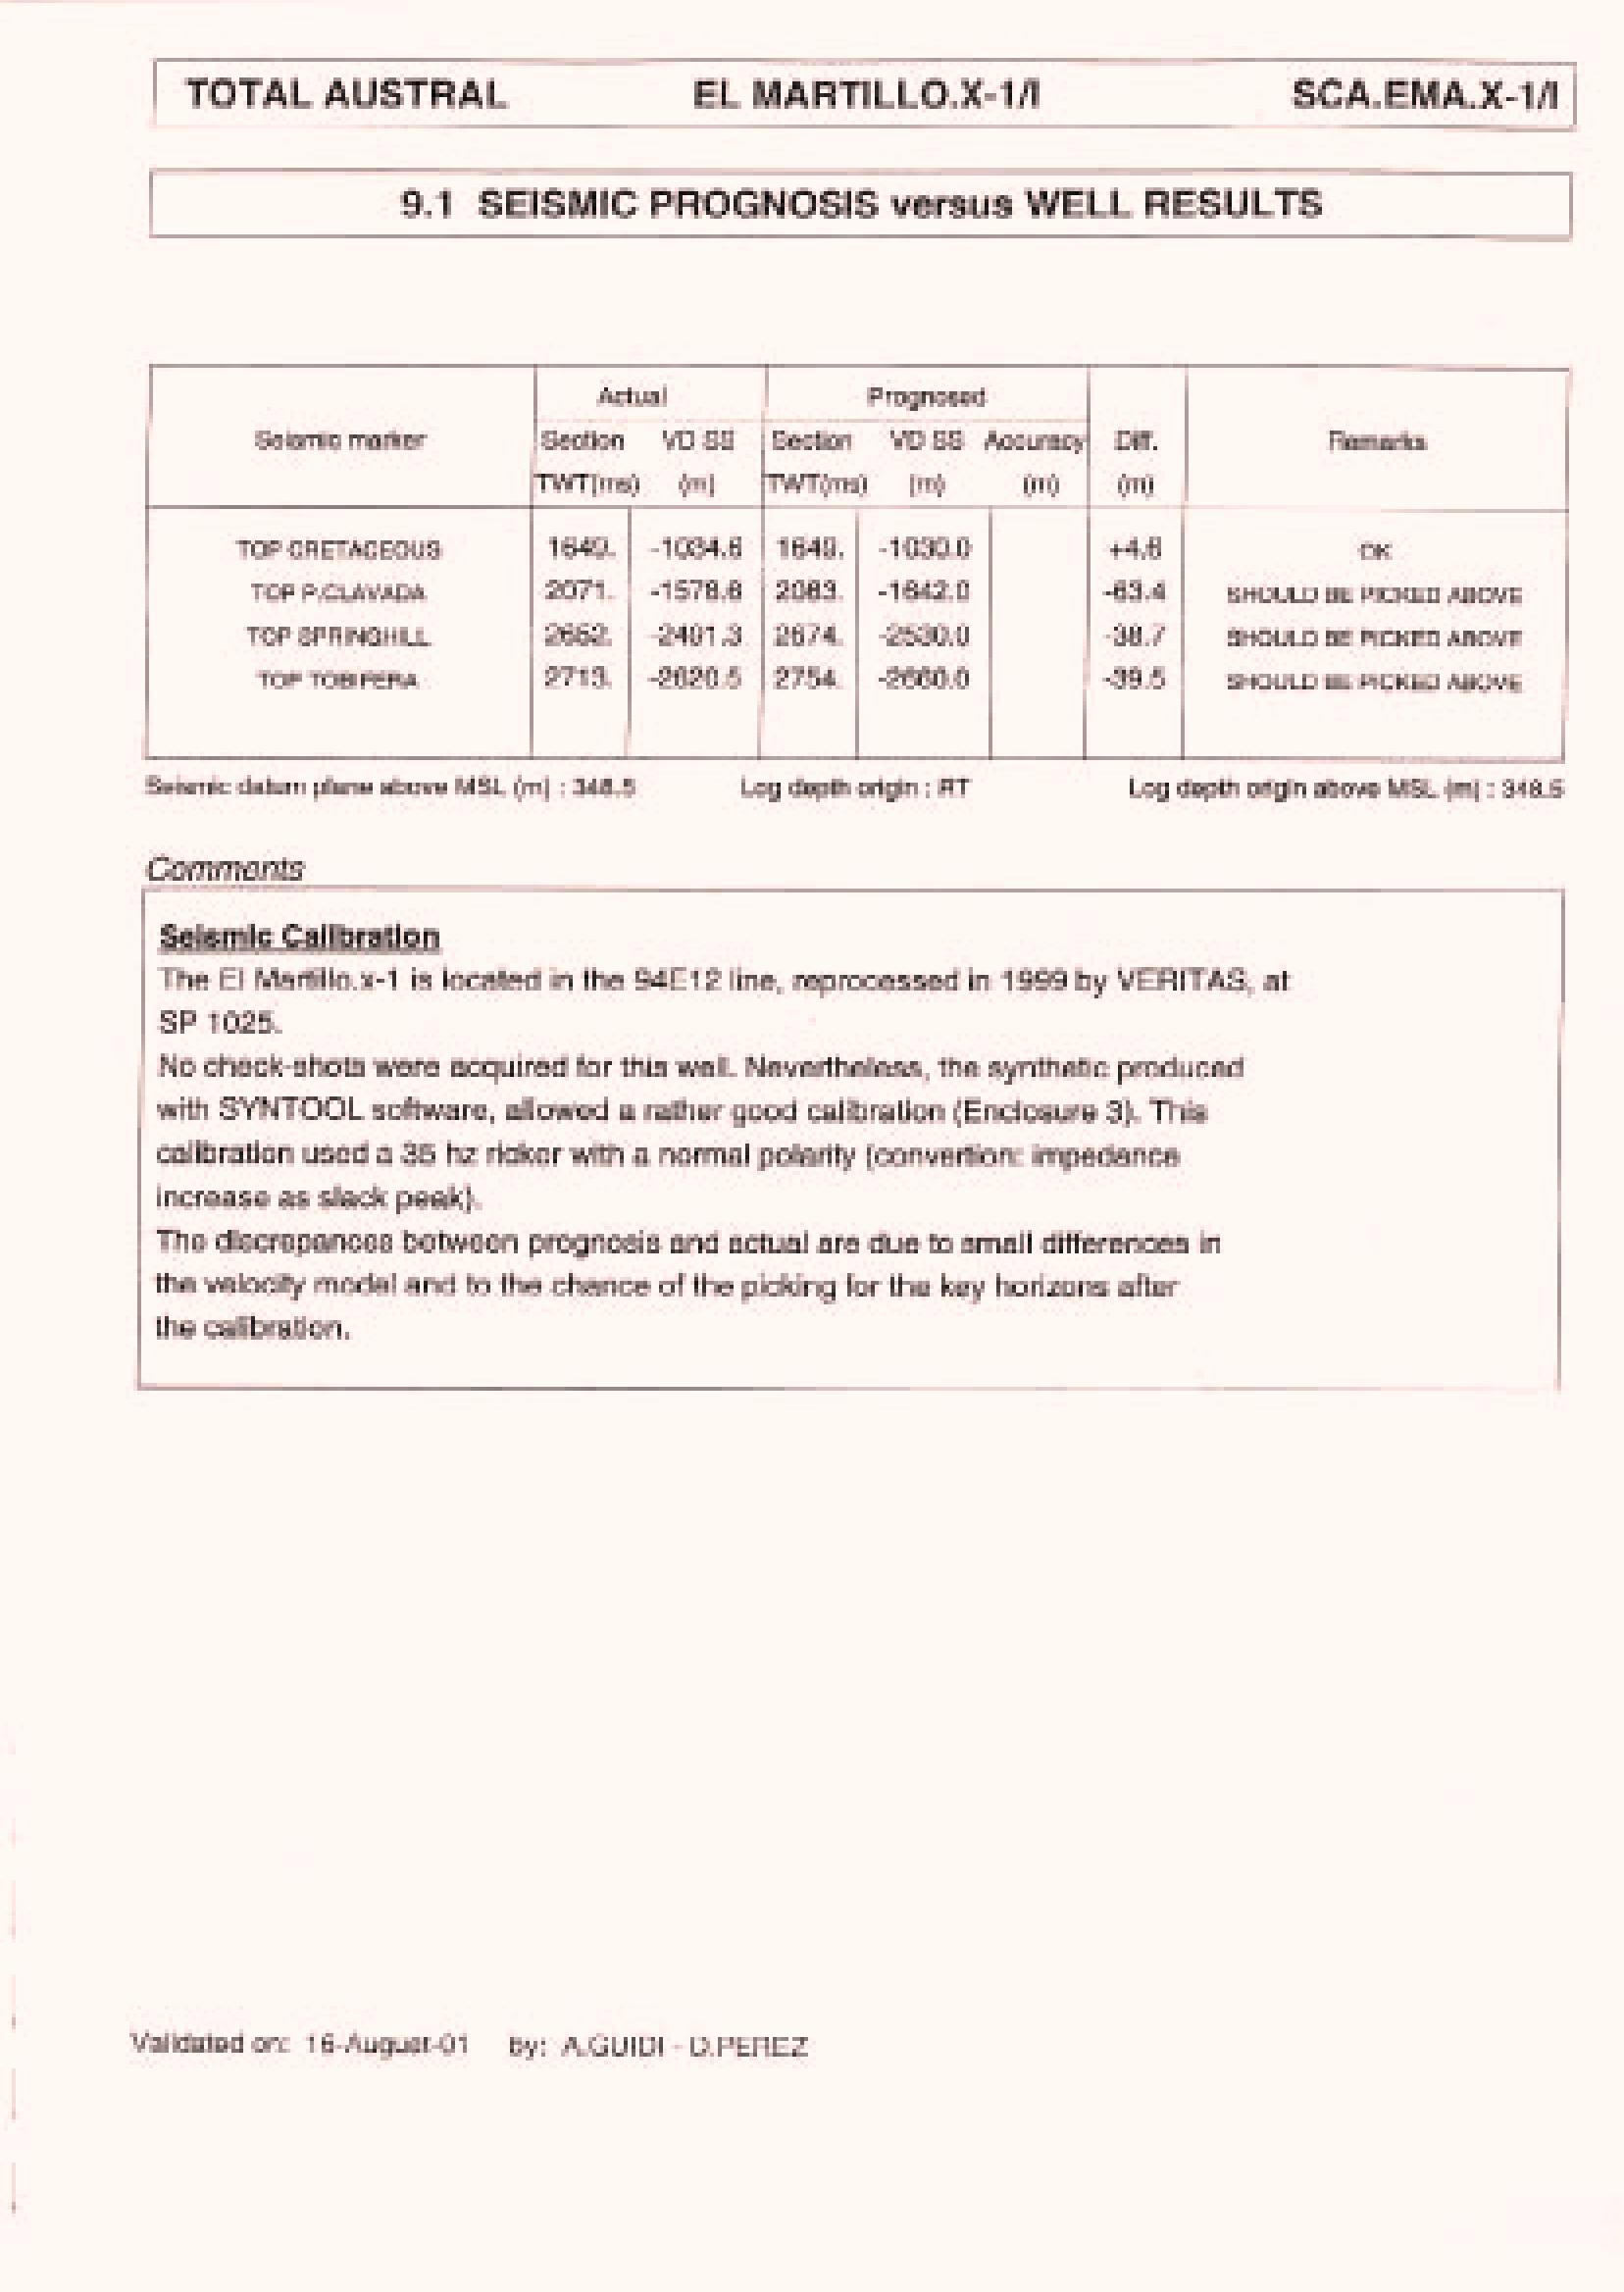 TOTAL AUSTRAL EL MARTILLO.X-1/I SCA.EMA.X-1/I
9.1 SEISMIC PROGNOSIS versus WELL RESULTS
Actual Prognosed
Seismic marker Section VD SS Section VD SS Accuracy Diff. Remarks
TWT(ms) (m) TWT(ms) (m) (m) (m)
TOP CRETACEOUS 1649. -1034.6 1649. -1030.0 +4.6 OK
TOP P.CLAVADA 2071. -1578.6 2083. -1642.0 -63.4 SHOULD BE PICKED ABOVE
TOP SPRINGHILL 2652. -2491.3 2674. -2530.0 -38.7 SHOULD BE PICKED ABOVE
TOP TOBIFERA 2713. -2620.5 2754. -2660.0 -39.5 SHOULD BE PICKED ABOVE
Seismic datum plane above MSL (m) : 348.5 Log depth origin : RT Log depth origin above MSL (m) : 348.5
Comments
Seismic Calibration
The El Martillo.x-1 is located in the 94E12 line, reprocessed in 1999 by VERITAS, at
SP 1025.
No check-shots were acquired for this well. Nevertheless, the synthetic produced
with SYNTOOL software, allowed a rather good calibration (Enclosure 3). This
calibration used a 35 hz ricker with a normal polarity (convertion: impedance
increase as slack peak).
The discrepances between prognosis and actual are due to small differences in
the velocity model and to the chance of the picking for the key horizons after
the calibration.
Validated on: 16-August-01 by: A.GUIDI - D.PEREZ